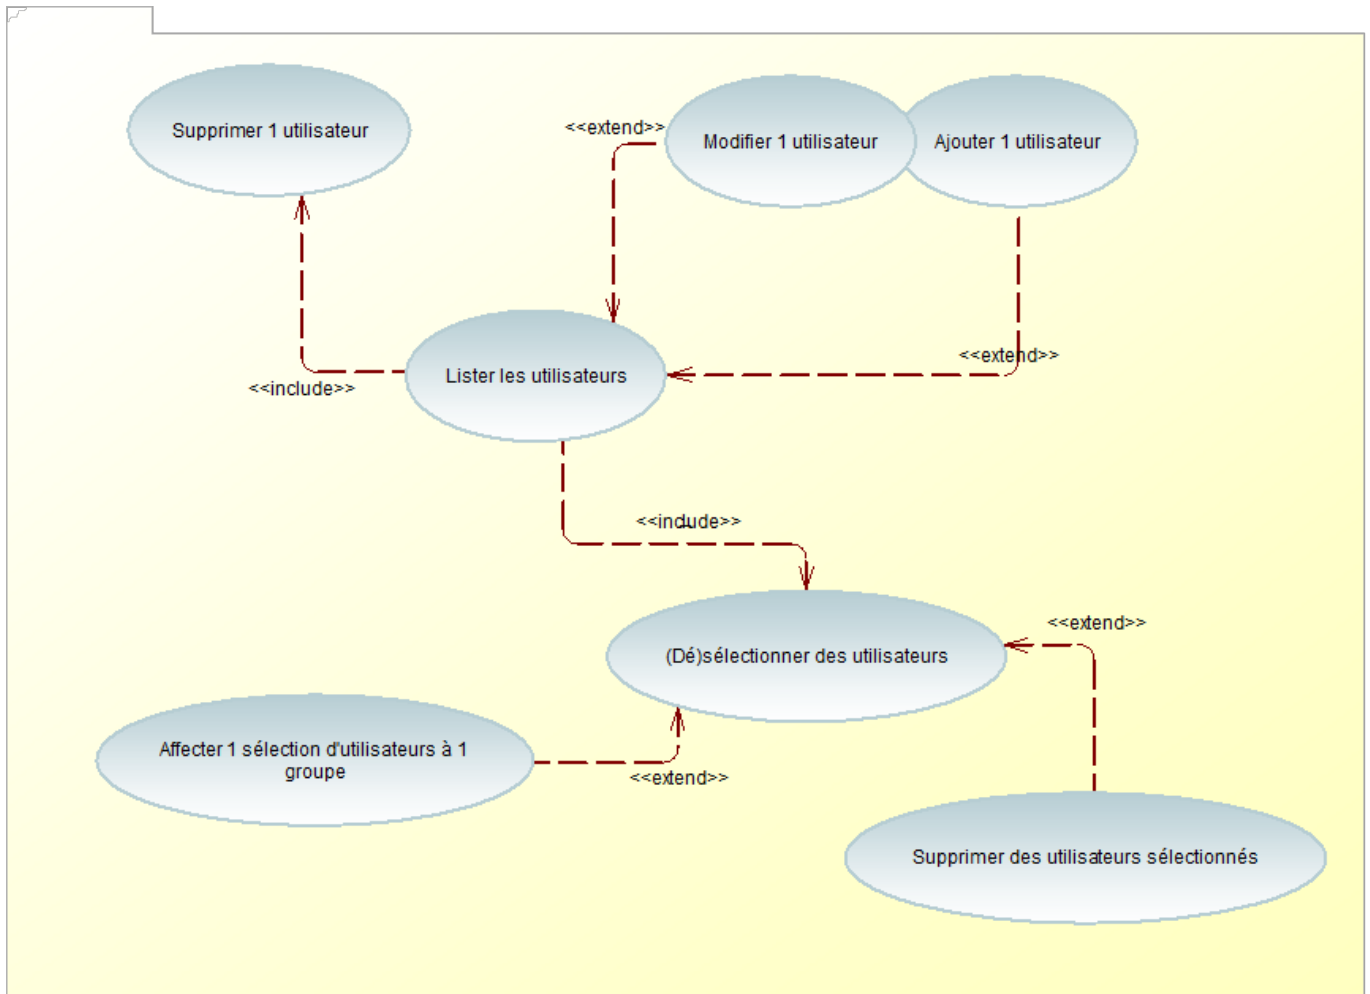 Supprimer 1 utilisateur
<<extend>>
Modifier 1 utilisateur
Ajouter 1 utilisateur
<<extend>>
Lister les utilisateurs
<<include>>
<<include>>
<<extend>>
(Dé)sélectionner des utilisateurs
Affecter 1 sélection d'utilisateurs à 1
groupe
<<extend>>
Supprimer des utilisateurs sélectionnés